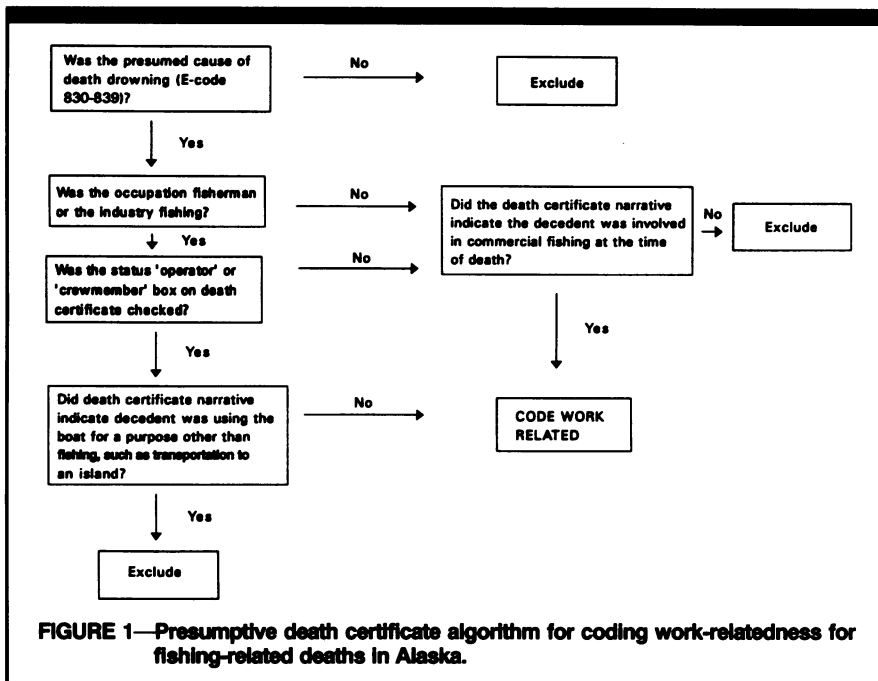 Was the presumed cause of
death drowning (E-code
830-839)?
No
Exclude
Yes
Was the occupation fisherman
or the industry fishing?
No
Did the death certificate narrative
indicate the decedent was involved
in commercial fishing at the time
of death?
No
Exclude
Yes
Was the status 'operator' or
'crewmember' box on death
certificate checked?
No
Yes
Yes
Did death certificate narrative
indicate decedent was using the
boat for a purpose other than
fishing, such as transportation to
an island?
No
CODE WORK
RELATED
Yes
Exclude
FIGURE 1—Presumptive death certificate algorithm for coding work-relatedness for
fishing-related deaths in Alaska.